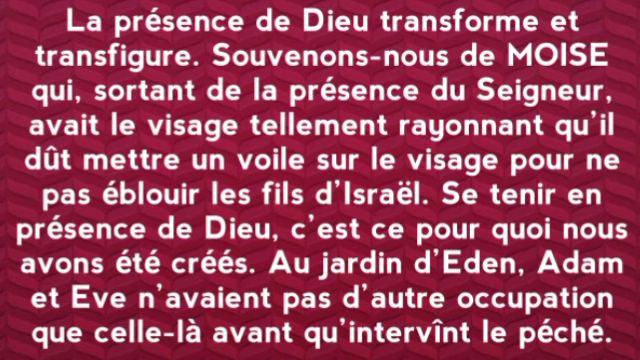 La présence de Dieu transforme et
transfigure. Souvenons-nous de MOISE
qui, sortant de la présence du Seigneur,
avait le visage tellement rayonnant qu'il
dût mettre un voile sur le visage pour ne
pas éblouir les fils d'Israël. Se tenir en
présence de Dieu, c'est ce pour quoi nous
avons été créés. Au jardin d'Eden, Adam
et Eve n'avaient pas d'autre occupation
que celle-là avant qu'intervînt le péché.